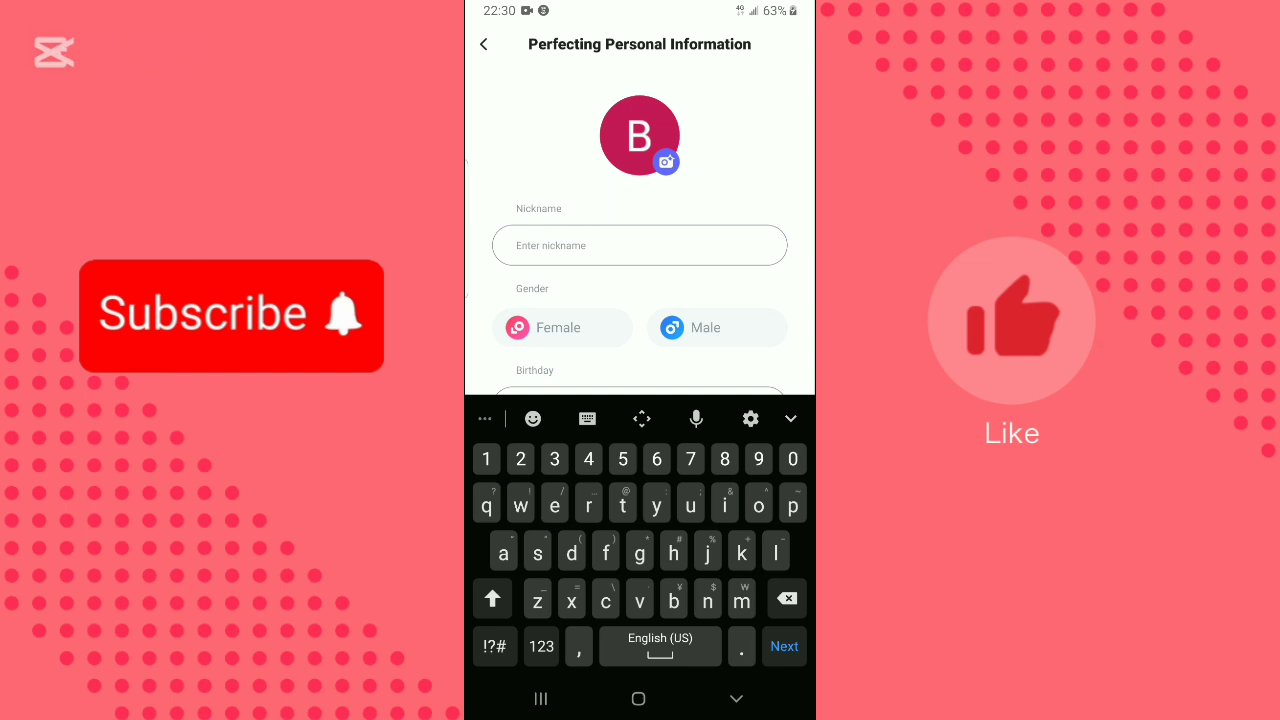 22:30
4G
63%
Perfecting Personal Information
B
Nickname
Enter nickname
Gender
Female
Male
Birthday
Subscribe
Like
1 2 3 4 5 6 7 8 9 0
q w e r t y u i o p
a s d f g h j k l
z x c v b n m
!?# 123 , English (US) . Next